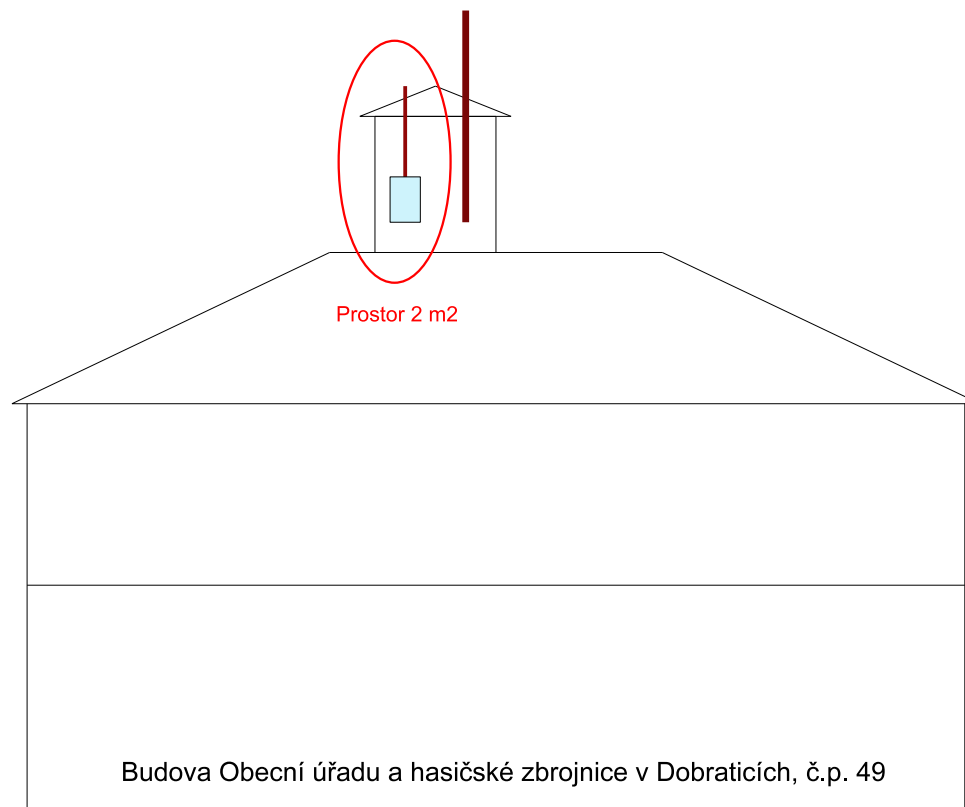 Prostor 2 m2
Budova Obecní úřadu a hasičské zbrojnice v Dobraticích, č.p. 49